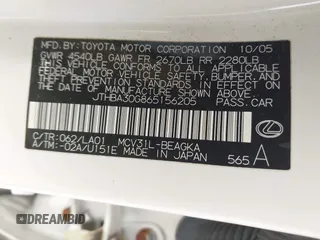 MFD. BY TOYOTA MOTOR CORPORATION 10/05
GVWR 4540LB GAWR FR 2670LB RR 2280LB
THIS VEHICLE CONFORMS TO ALL APPLICABLE
FEDERAL MOTOR VEHICLE SAFETY, BUMPER, AND
THEFT PREVENTION STANDARDS IN EFFECT ON
THE DATE OF MANUFACTURE SHOWN ABOVE.
JTHBA30G865156205 PASS. CAR
C/TR: 062/LA01 MCV31L-BEAGKA
A/TM: -02A/U151E MADE IN JAPAN
565 A
DREAMBID